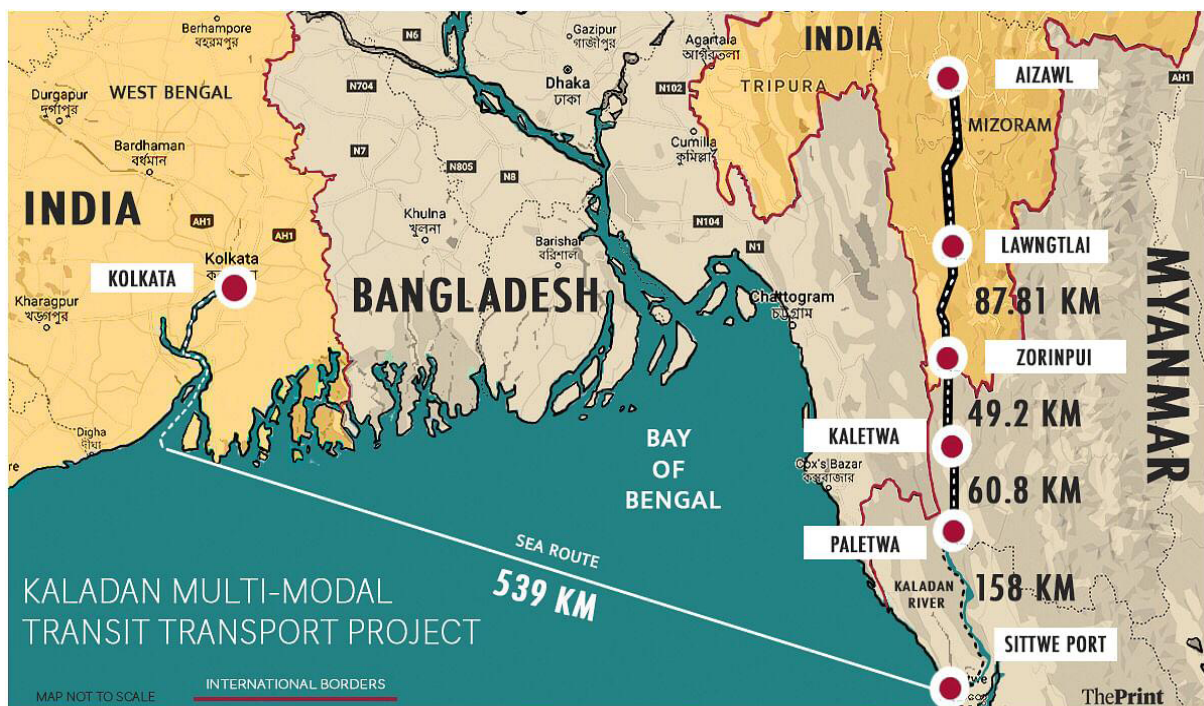 Berhampore
বহরমপুর
N6
Gazipur
গাজীপুর
Agartala
আগরতলা
INDIA
AIZAWL
AH1
Durgapur
দুর্গাপুর
WEST BENGAL
N704
Dhaka
ঢাকা
N102
TRIPURA
MIZORAM
Bardhaman
বর্ধমান
N7
N805
N8
Cumilla
কুমিল্লা
INDIA
AH1
AH1
Khulna
খুলনা
Barishal
বরিশাল
N104
N1
LAWNGTLAI
KOLKATA
Kolkata
BANGLADESH
Chattogram
চট্টগ্রাম
87.81 KM
MYANMAR
Kharagpur
খড়গপুর
ZORINPUI
49.2 KM
Digha
দীঘা
BAY
OF
BENGAL
KALETWA
Cox's Bazar
কক্সবাজার
60.8 KM
SEA ROUTE
539 KM
PALETWA
KALADAN
RIVER
158 KM
KALADAN MULTI-MODAL
TRANSIT TRANSPORT PROJECT
SITTWE PORT
MAP NOT TO SCALE
INTERNATIONAL BORDERS
ThePrint